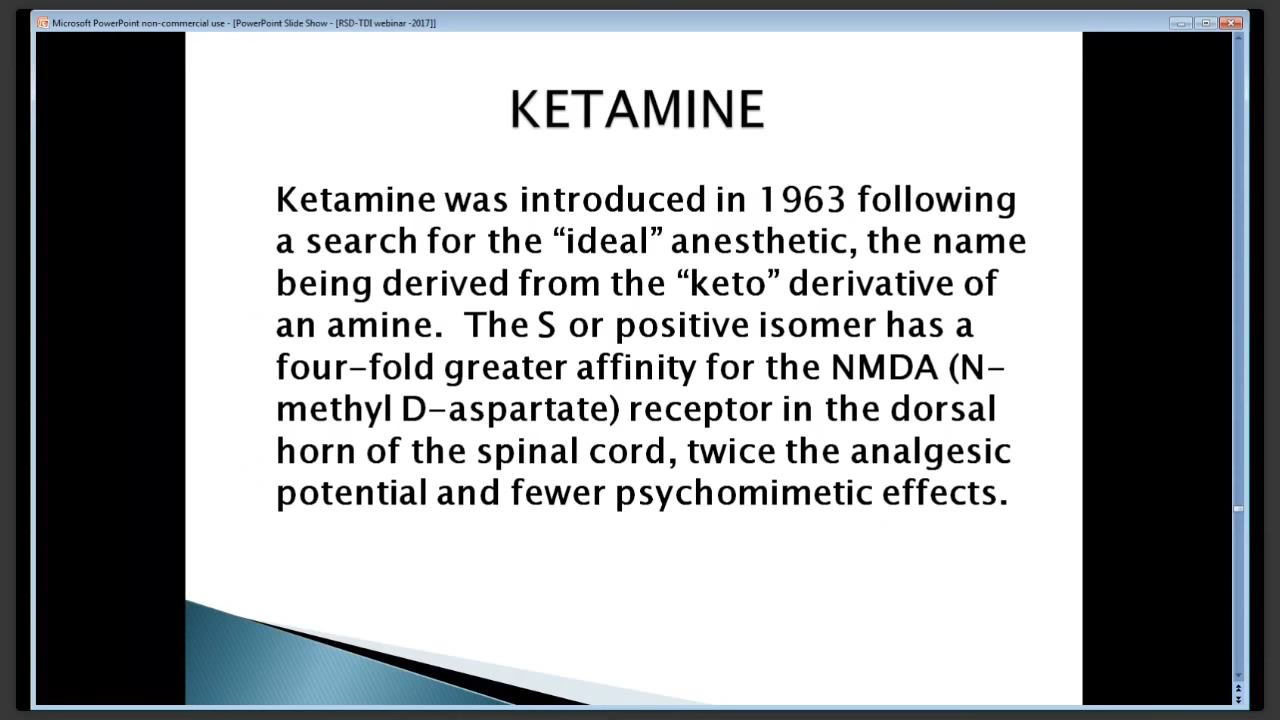 Microsoft PowerPoint non-commercial use - [PowerPoint Slide Show - [RSD-TDI webinar -2017]]
KETAMINE
Ketamine was introduced in 1963 following
a search for the “ideal” anesthetic, the name
being derived from the “keto” derivative of
an amine.  The S or positive isomer has a
four-fold greater affinity for the NMDA (N-
methyl D-aspartate) receptor in the dorsal
horn of the spinal cord, twice the analgesic
potential and fewer psychomimetic effects.